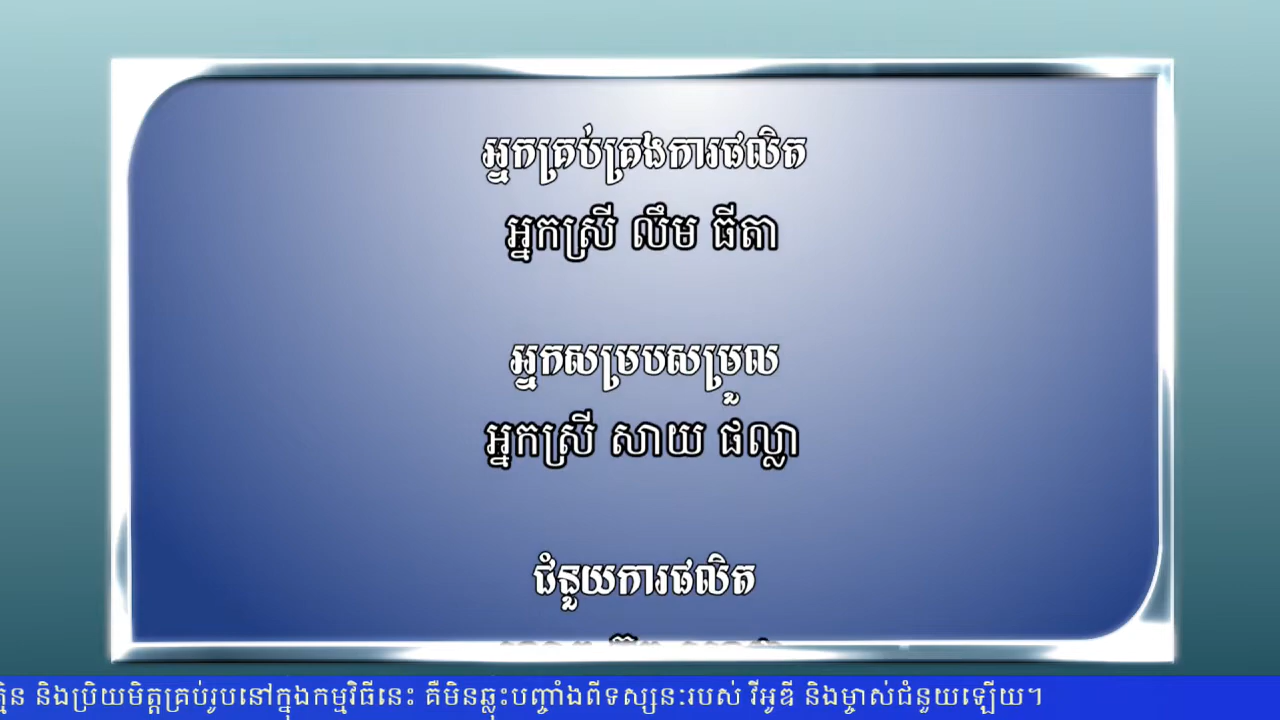 អ្នកគ្រប់គ្រងការផលិត
អ្នកស្រី លឹម ធីតា
អ្នកសម្របសម្រួល
អ្នកស្រី សាយ ផល្លា
ជំនួយការផលិត
និងប្រិយមិត្តគ្រប់រូបនៅក្នុងកម្មវិធីនេះ គឺមិនឆ្លុះបញ្ចាំងពីទស្សនៈរបស់ វីអូឌី និងម្ចាស់ជំនួយឡើយ។